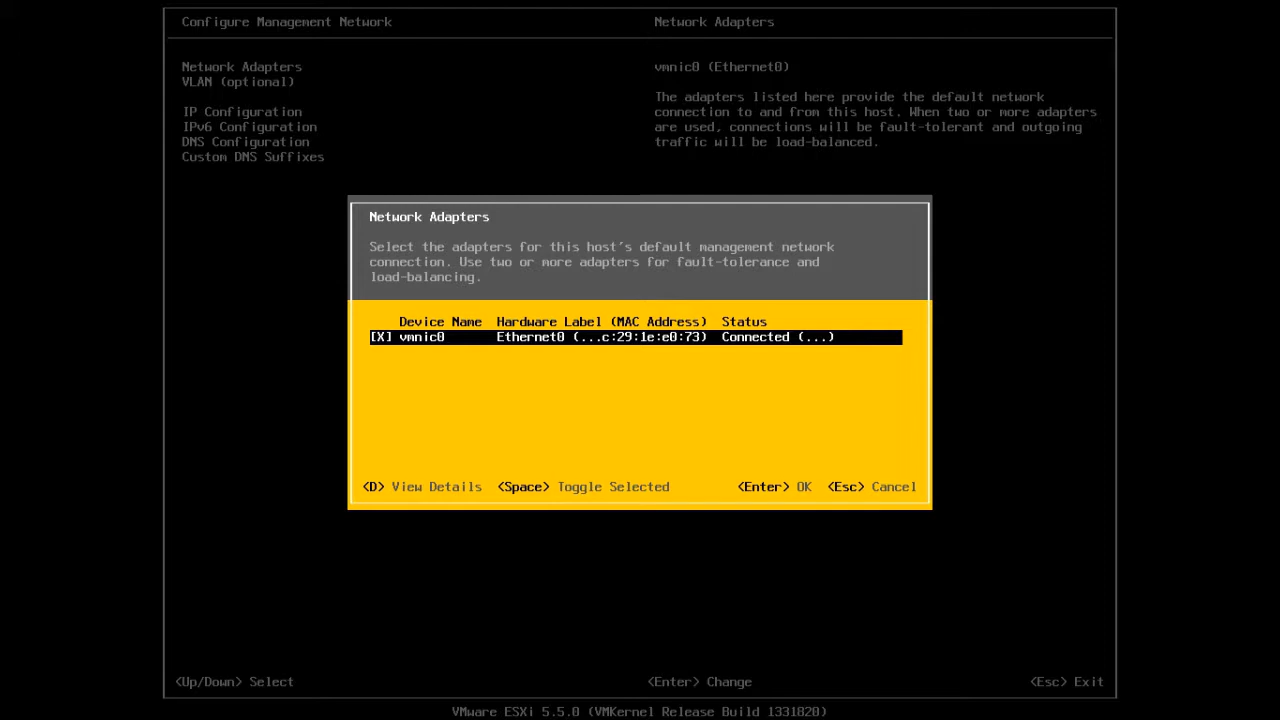 Configure Management Network
Network Adapters
Network Adapters
VLAN (optional)
IP Configuration
IPv6 Configuration
DNS Configuration
Custom DNS Suffixes
vmnic0 (Ethernet0)
The adapters listed here provide the default network
connection to and from this host. When two or more adapters
are used, connections will be fault-tolerant and outgoing
traffic will be load-balanced.
Network Adapters
Select the adapters for this host's default management network
connection. Use two or more adapters for fault-tolerance and
load-balancing.
Device Name Hardware Label (MAC Address) Status
[X] vmnic0 Ethernet0 (...c:29:1e:e0:73) Connected (...)
<D> View Details <Space> Toggle Selected <Enter> OK <Esc> Cancel
<Up/Down> Select <Enter> Change <Esc> Exit
VMware ESXi 5.5.0 (VMKernel Release Build 1331820)